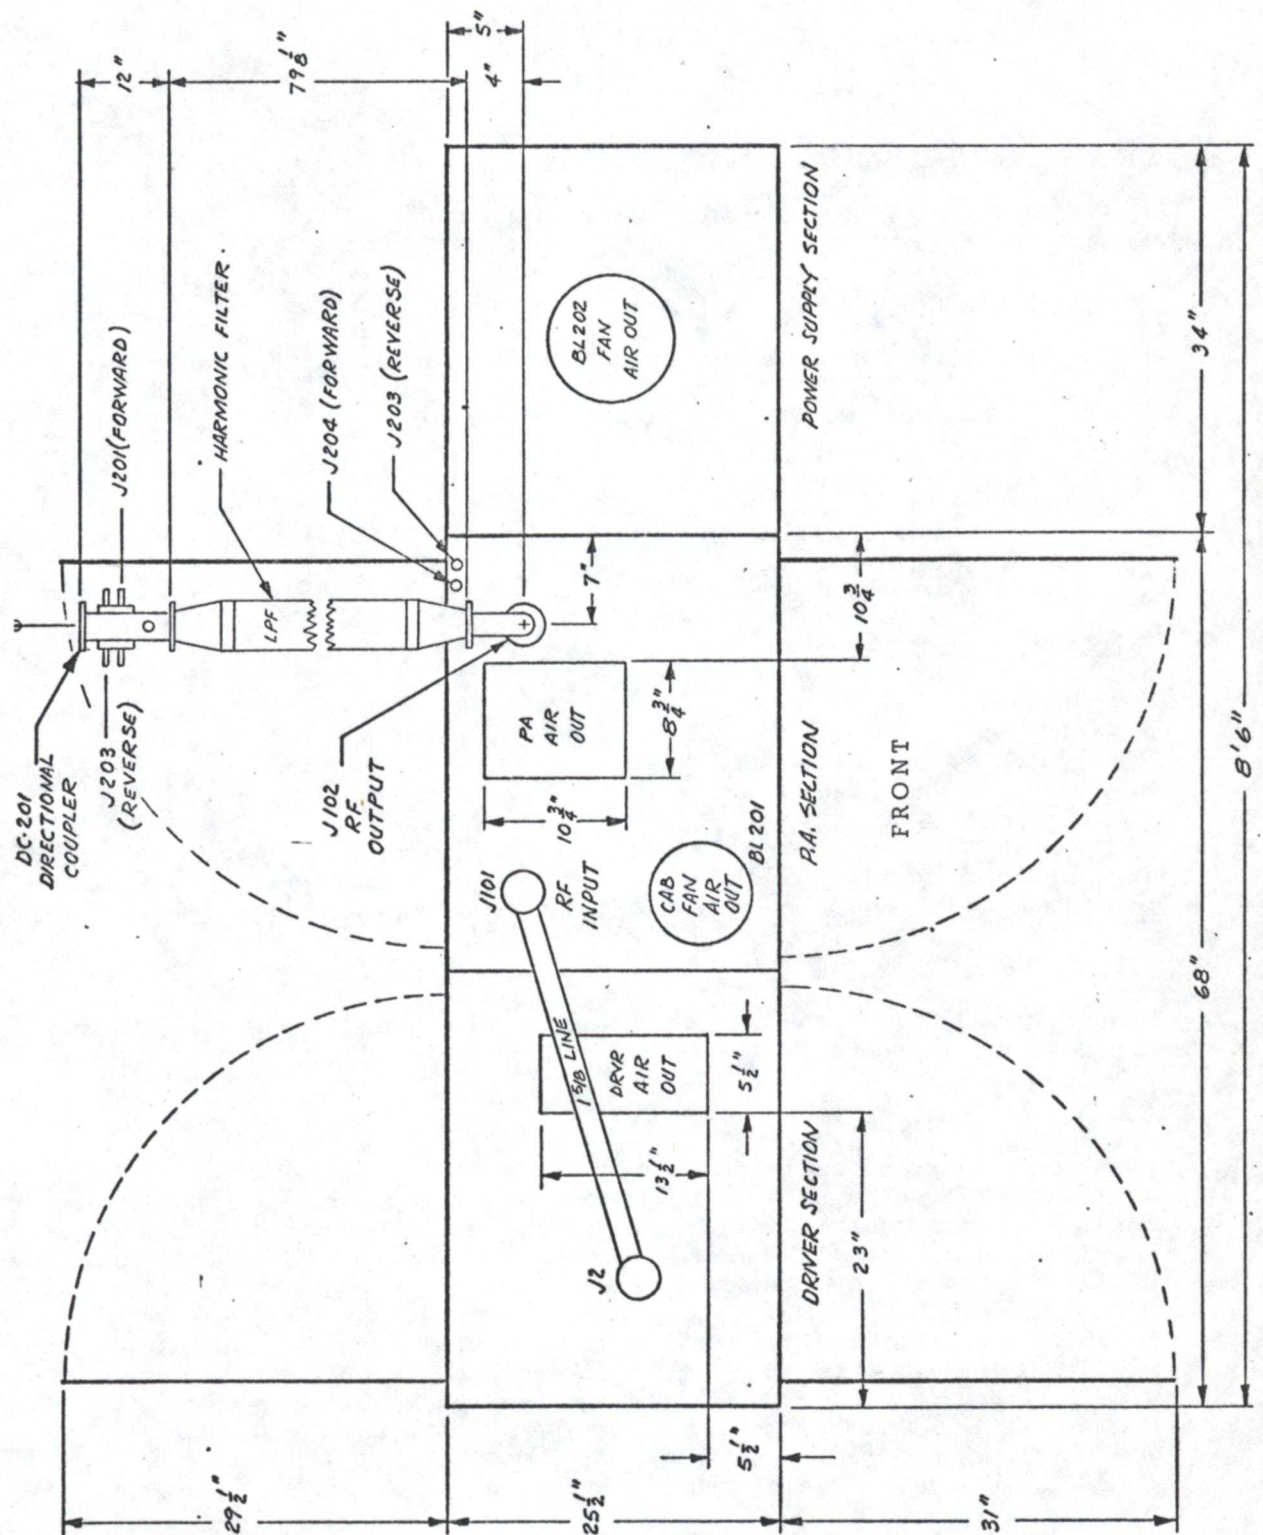 DC-201
DIRECTIONAL
COUPLER
J203
(REVERSE)
J201 (FORWARD)
HARMONIC FILTER
LPF
J204 (FORWARD)
J203 (REVERSE)
J102
RF
OUTPUT
12"
79 1/8"
5"
4"
BL202
FAN
AIR OUT
7"
PA
AIR
OUT
8 3/4"
10 3/4"
J101
RF
INPUT
CAB
FAN
AIR
OUT
BL201
1 5/8 LINE
DRVR
AIR
OUT
5 1/2"
13 1/2"
J2
POWER SUPPLY SECTION
P.A. SECTION
FRONT
DRIVER SECTION
10 3/4
23"
34"
68"
8'6"
29 1/2"
25 1/2"
5 1/2"
31"